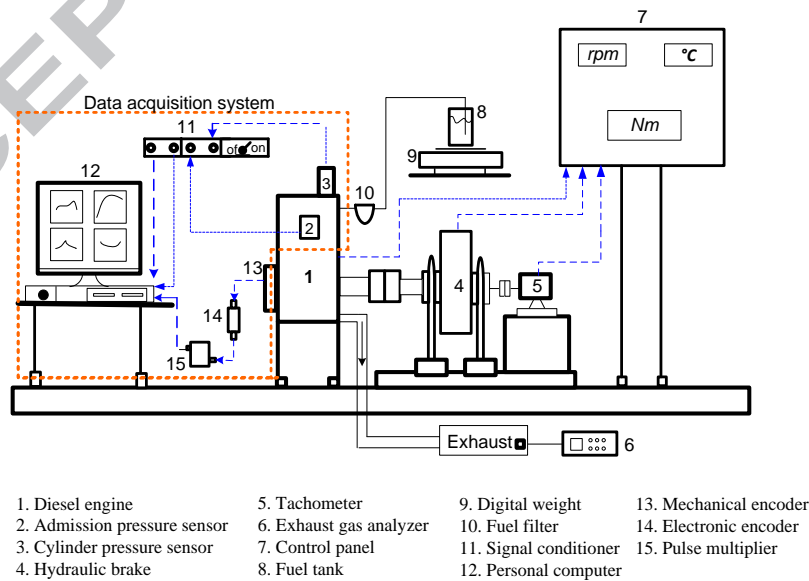 CEP
7
rpm
°C
Nm
Data acquisition system
11
of on
8
9
12
3
10
2
13
1
4
5
14
15
Exhaust
6
1. Diesel engine
2. Admission pressure sensor
3. Cylinder pressure sensor
4. Hydraulic brake
5. Tachometer
6. Exhaust gas analyzer
7. Control panel
8. Fuel tank
9. Digital weight
10. Fuel filter
11. Signal conditioner
12. Personal computer
13. Mechanical encoder
14. Electronic encoder
15. Pulse multiplier